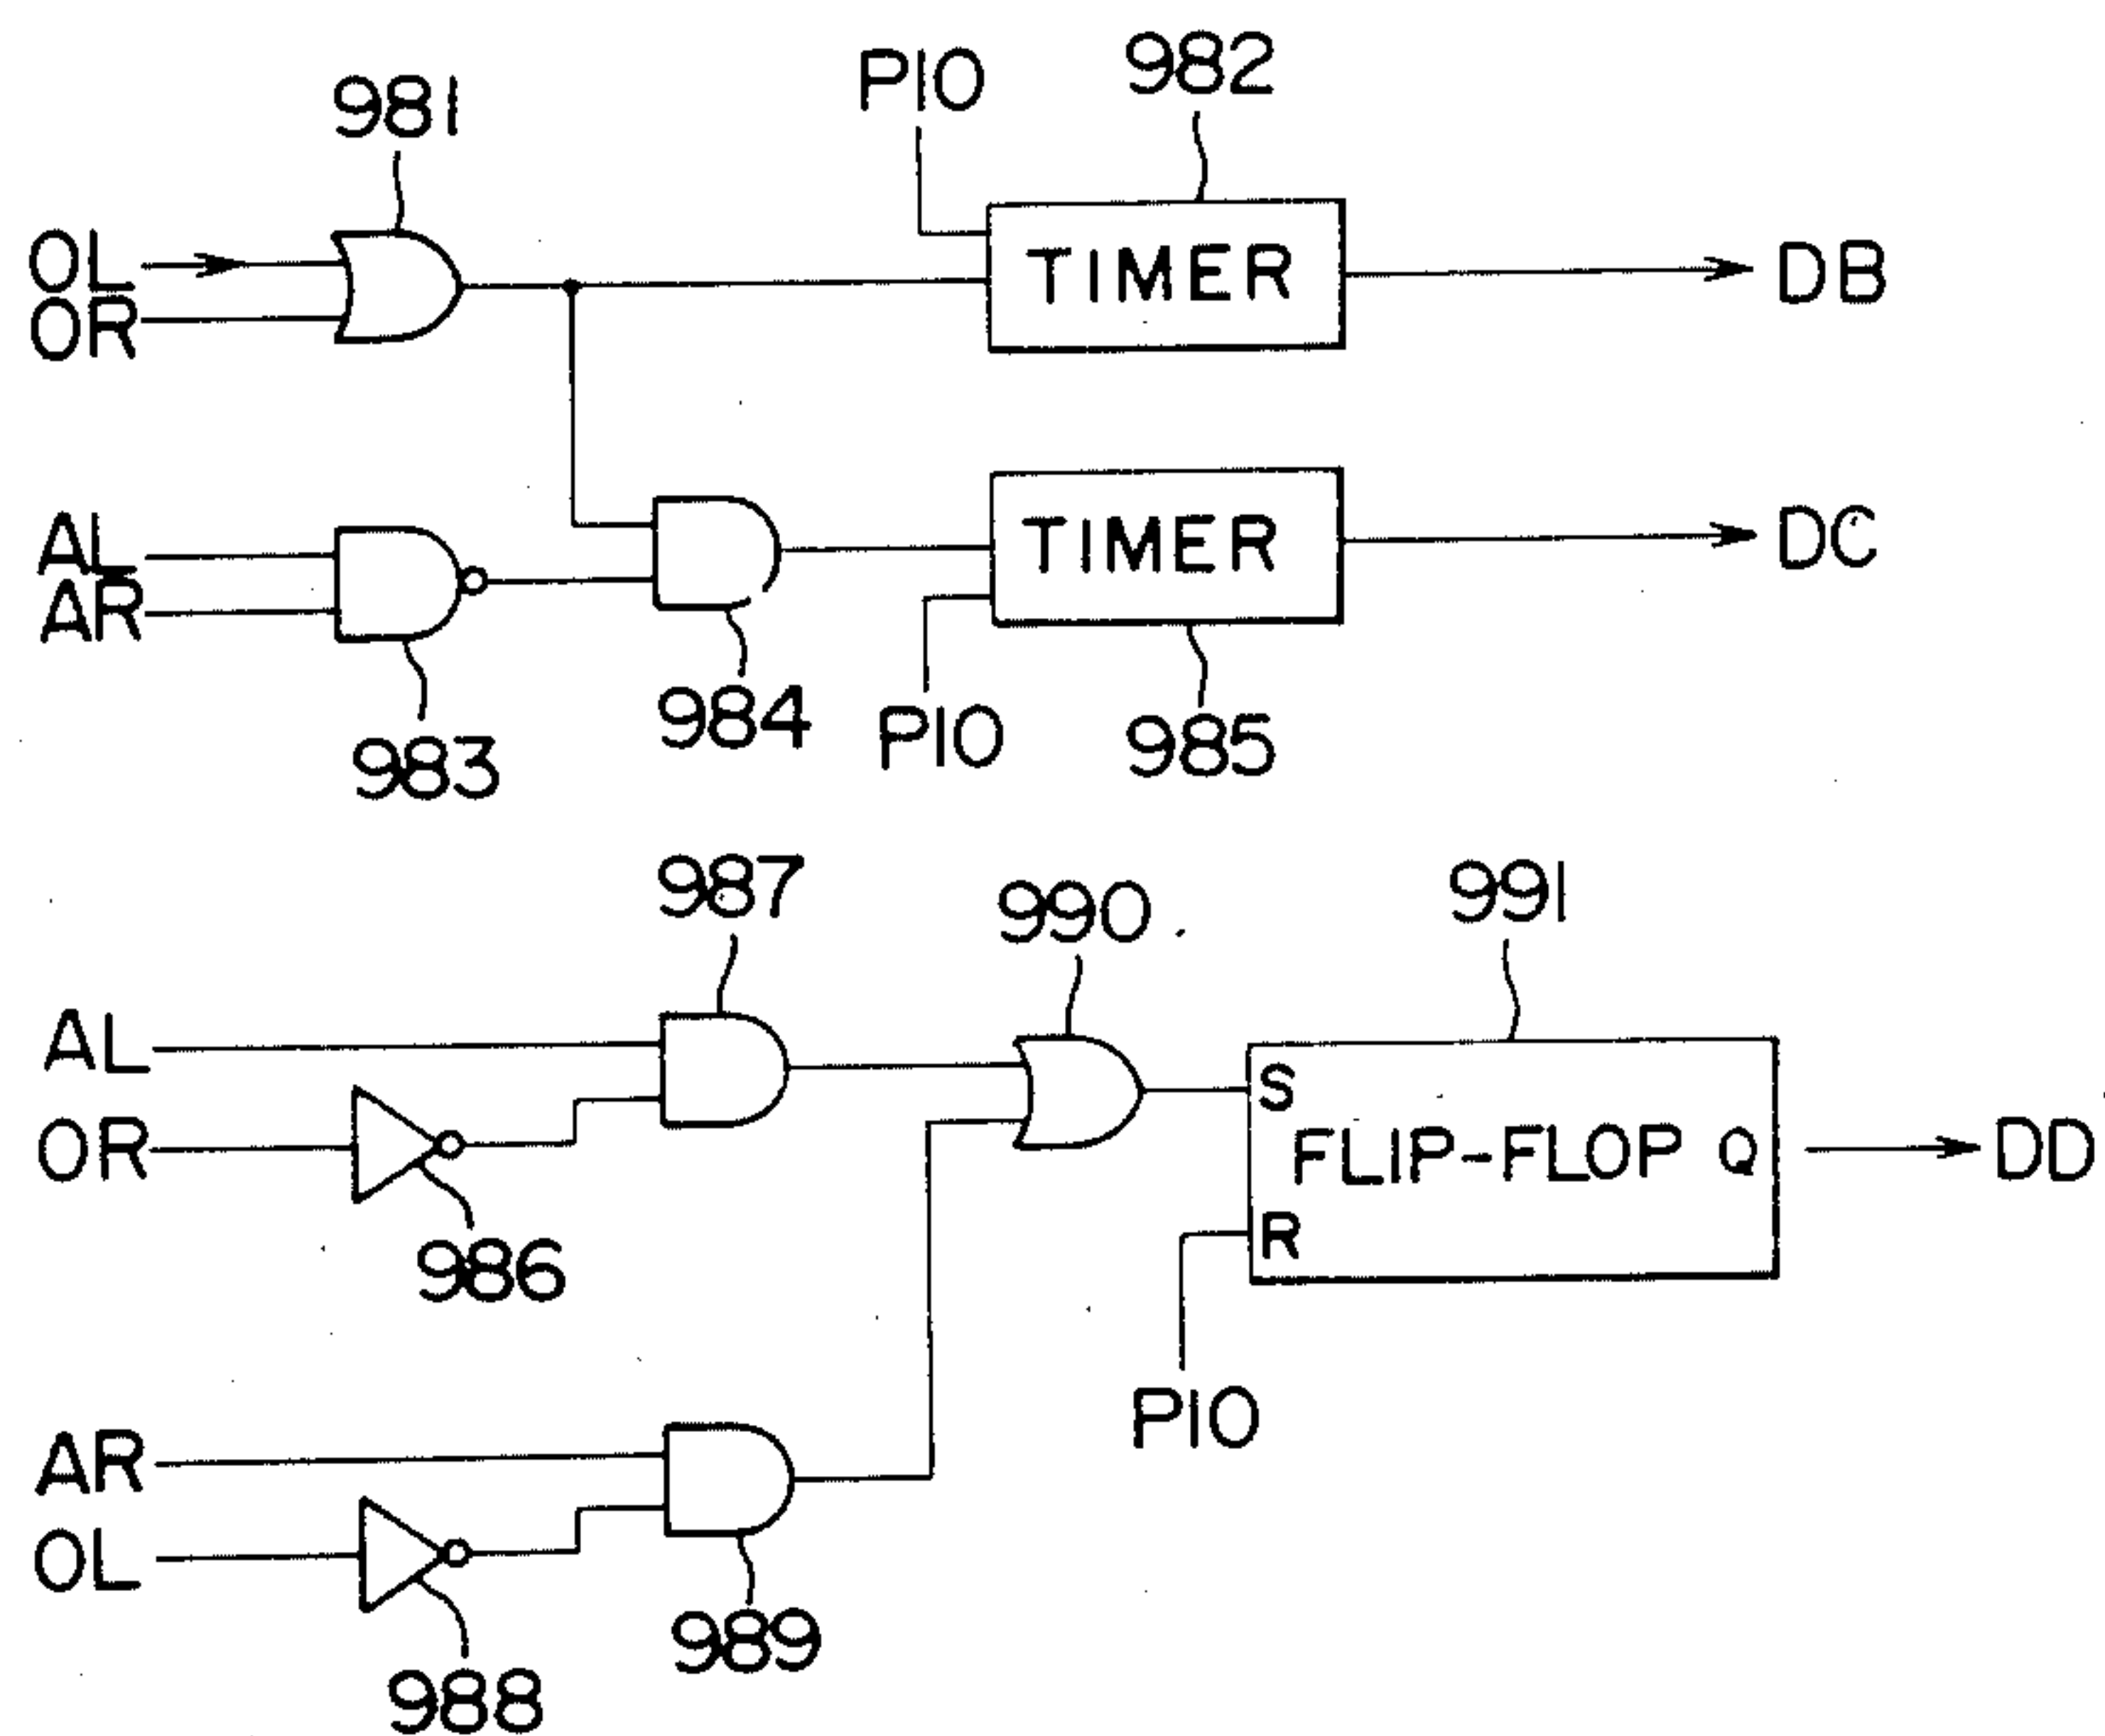 981
PIO
982
OL
OR
TIMER
DB
AL
AR
TIMER
DC
983
984
PIO
985
987
990
991
AL
OR
S
FLIP-FLOP Q
R
DD
986
PIO
AR
OL
989
988